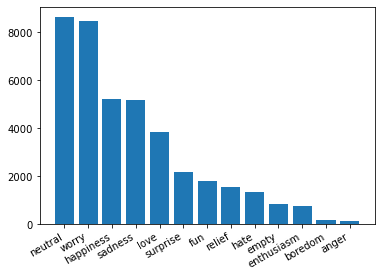 8000
6000
4000
2000
0
neutral
worry
happiness
sadness
love
surprise
fun
relief
hate
empty
enthusiasm
boredom
anger